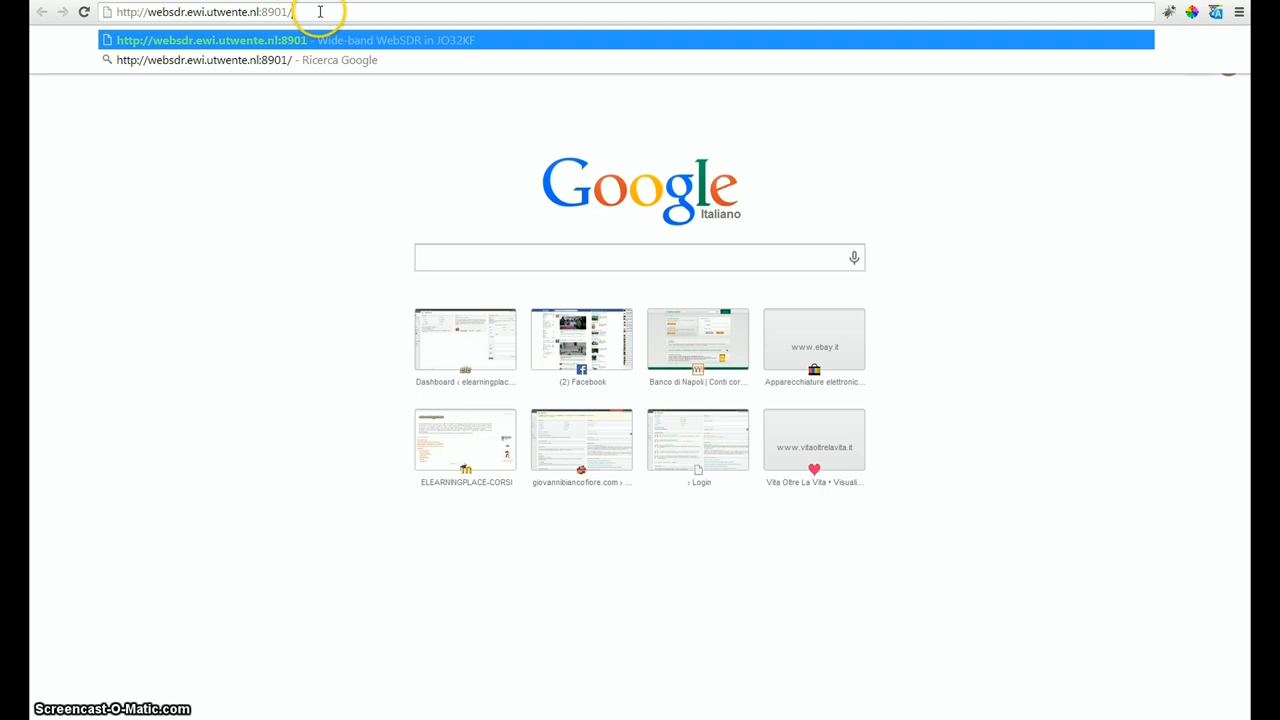 http://websdr.ewi.utwente.nl:8901/
http://websdr.ewi.utwente.nl:8901 - Wide-band WebSDR in JO32KF
http://websdr.ewi.utwente.nl:8901/ - Ricerca Google
Google
Italiano
www.ebay.it
Dashboard ‹ elearningplac...
(2) Facebook
Banco di Napoli | Conti cor...
Apparecchiature elettronic...
www.vitaoltrelavita.it
ELEARNINGPLACE-CORSI
giovannibiancofiore.com › ...
› Login
Vita Oltre La Vita • Visuali...
Screencast-O-Matic.com